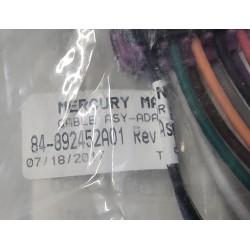 MERCURY MA
CABLE ASY-ADA
84-892452A01 Rev
07/18/20